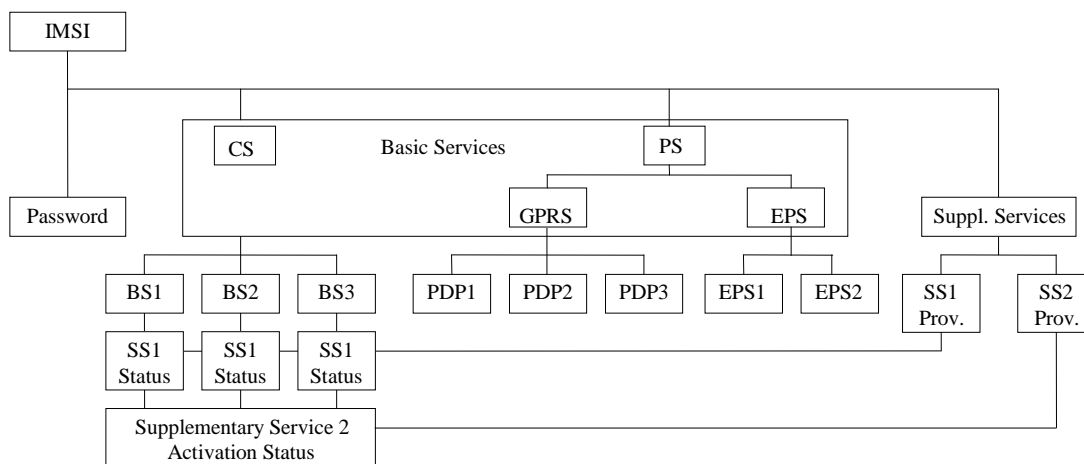 IMSI
CS
Basic Services
PS
Password
GPRS
EPS
Suppl. Services
BS1
BS2
BS3
PDP1
PDP2
PDP3
EPS1
EPS2
SS1
Prov.
SS2
Prov.
SS1
Status
SS1
Status
SS1
Status
Supplementary Service 2
Activation Status